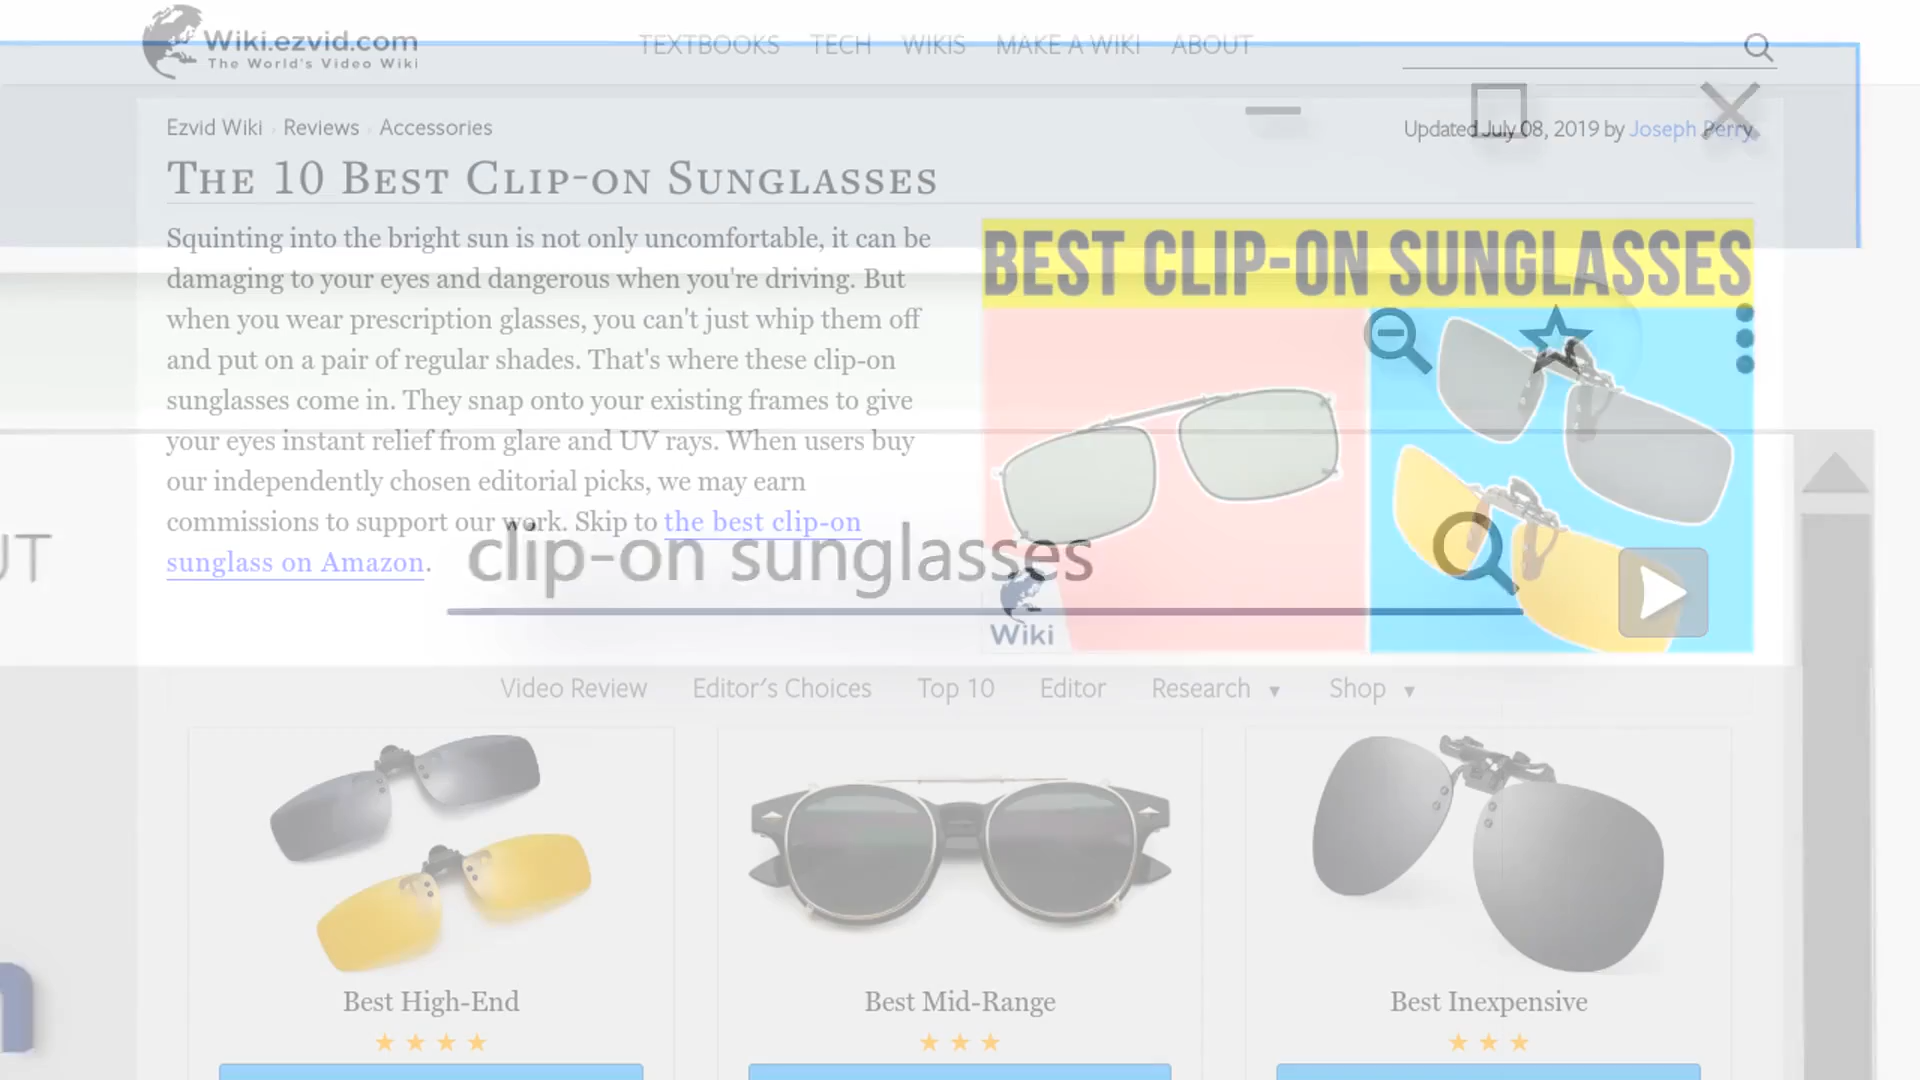 Wiki.ezvid.com
The World's Video Wiki
TEXTBOOKS TECH WIKIS MAKE A WIKI ABOUT
Ezvid Wiki › Reviews › Accessories
Updated July 08, 2019 by Joseph Perry
THE 10 BEST CLIP-ON SUNGLASSES
Squinting into the bright sun is not only uncomfortable, it can be
damaging to your eyes and dangerous when you're driving. But
when you wear prescription glasses, you can't just whip them off
and put on a pair of regular shades. That's where these clip-on
sunglasses come in. They snap onto your existing frames to give
your eyes instant relief from glare and UV rays. When users buy
our independently chosen editorial picks, we may earn
commissions to support our work. Skip to the best clip-on
sunglass on Amazon.
BEST CLIP-ON SUNGLASSES
Wiki
UT
clip-on sunglasses
Video Review Editor's Choices Top 10 Editor Research ▼ Shop ▼
Best High-End
Best Mid-Range
Best Inexpensive